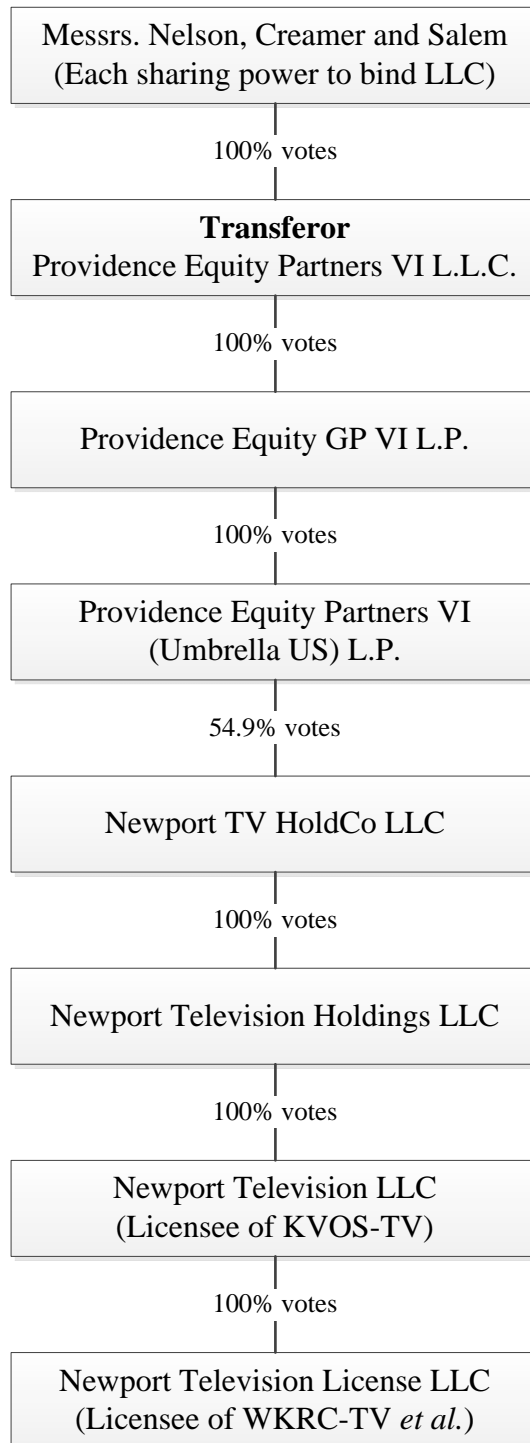 Messrs. Nelson, Creamer and Salem
(Each sharing power to bind LLC)
100% votes
Transferor
Providence Equity Partners VI L.L.C.
100% votes
Providence Equity GP VI L.P.
100% votes
Providence Equity Partners VI
(Umbrella US) L.P.
54.9% votes
Newport TV HoldCo LLC
100% votes
Newport Television Holdings LLC
100% votes
Newport Television LLC
(Licensee of KVOS-TV)
100% votes
Newport Television License LLC
(Licensee of WKRC-TV et al.)